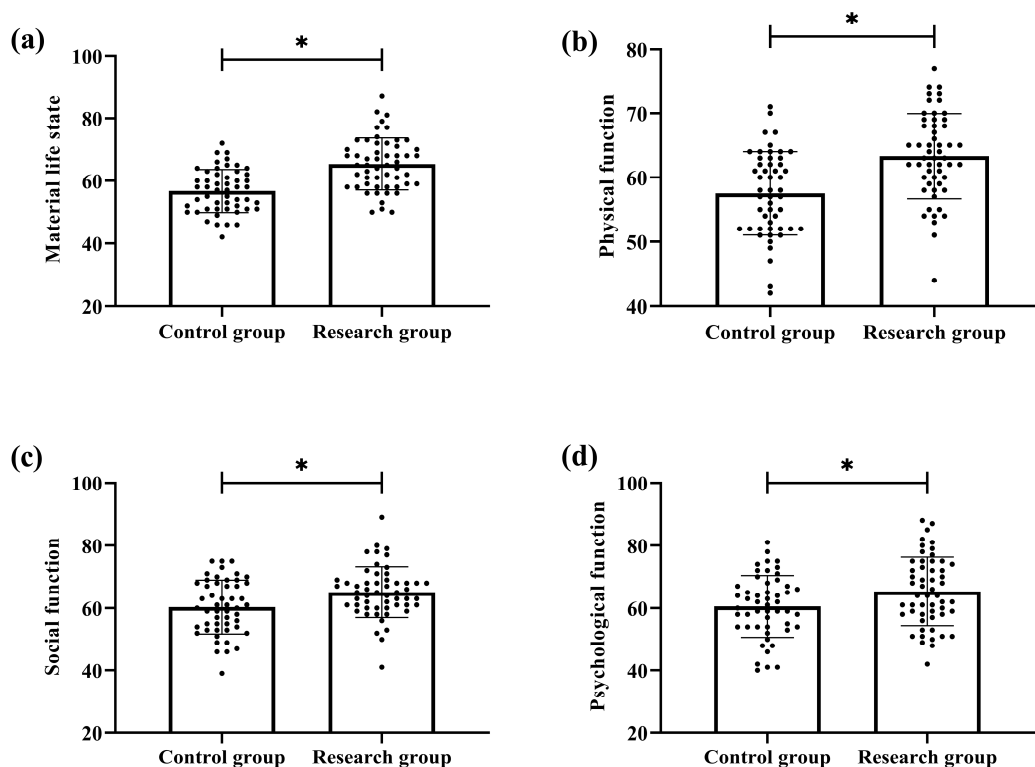 (a)
*
Material life state
100
80
60
40
20
Control group
Research group
(b)
*
Physical function
80
70
60
50
40
Control group
Research group
(c)
*
Social function
100
80
60
40
20
Control group
Research group
(d)
*
Psychological function
100
80
60
40
20
Control group
Research group